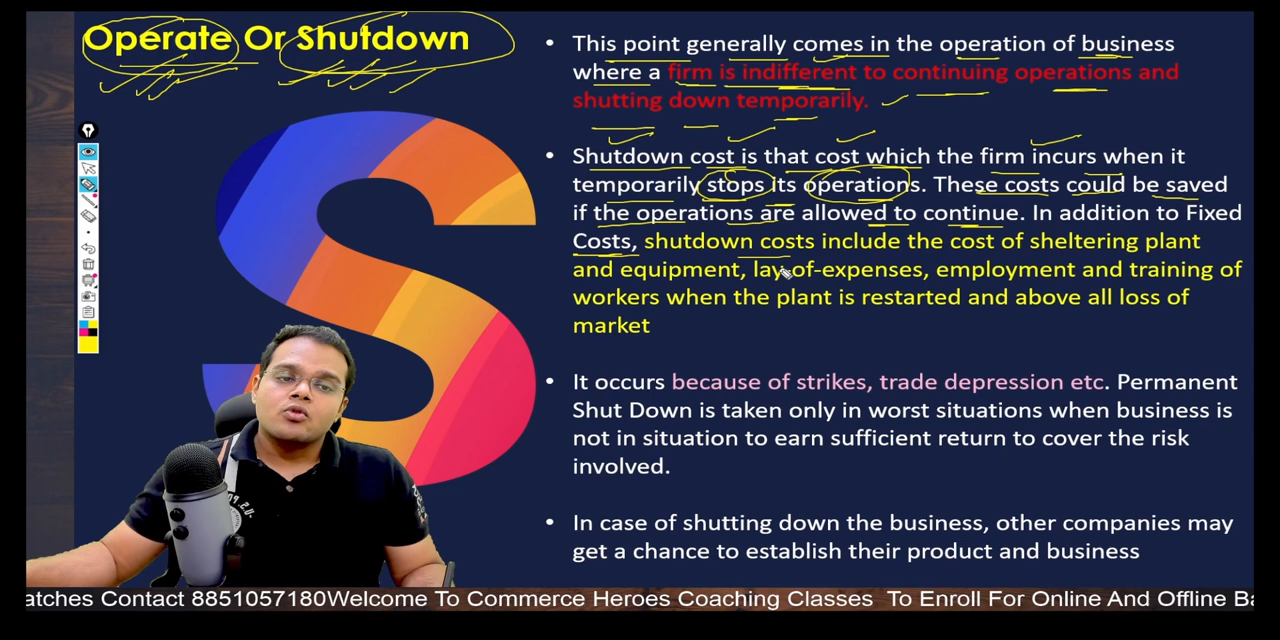 Operate Or Shutdown
• This point generally comes in the operation of business
where a firm is indifferent to continuing operations and
shutting down temporarily.
• Shutdown cost is that cost which the firm incurs when it
temporarily stops its operations. These costs could be saved
if the operations are allowed to continue. In addition to Fixed
Costs, shutdown costs include the cost of sheltering plant
and equipment, lay-of-expenses, employment and training of
workers when the plant is restarted and above all loss of
market
• It occurs because of strikes, trade depression etc. Permanent
Shut Down is taken only in worst situations when business is
not in situation to earn sufficient return to cover the risk
involved.
• In case of shutting down the business, other companies may
get a chance to establish their product and business
atches Contact 8851057180Welcome To Commerce Heroes Coaching Classes To Enroll For Online And Offline Ba